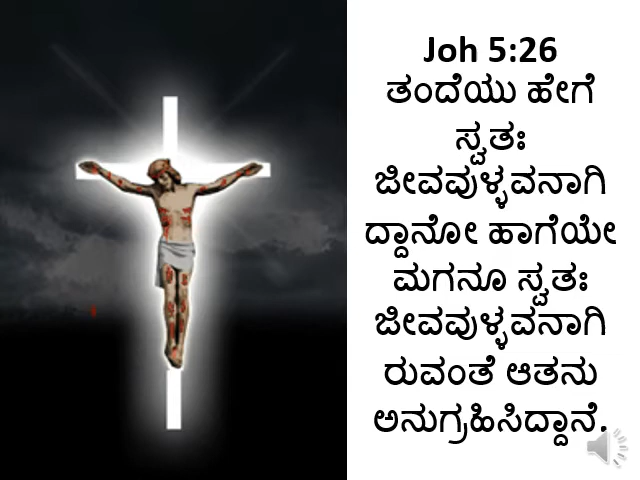 Joh 5:26
ತಂದೆಯು ಹೇಗೆ
ಸ್ವತಃ
ಜೀವವುಳ್ಳವನಾಗಿ
ದ್ದಾನೋ ಹಾಗೆಯೇ
ಮಗನೂ ಸ್ವತಃ
ಜೀವವುಳ್ಳವನಾಗಿ
ರುವಂತೆ ಆತನು
ಅನುಗ್ರಹಿಸಿದ್ದಾನೆ.